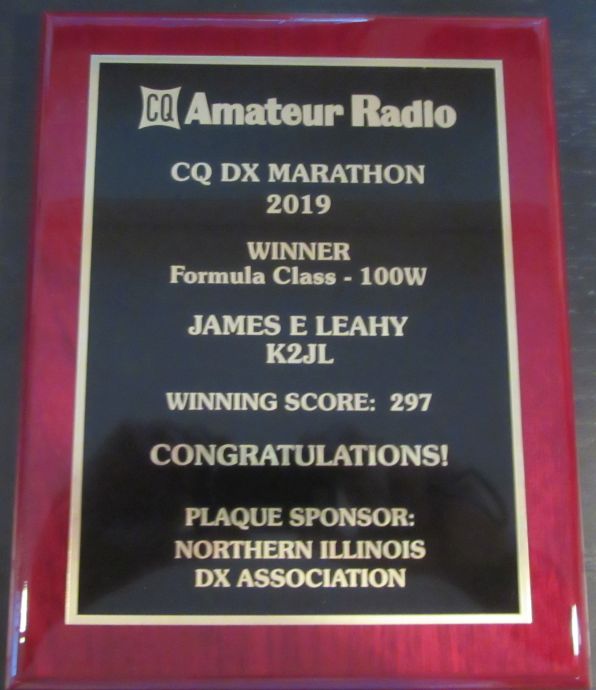 CQ Amateur Radio
CQ DX MARATHON
2019
WINNER
Formula Class - 100W
JAMES E LEAHY
K2JL
WINNING SCORE: 297
CONGRATULATIONS!
PLAQUE SPONSOR:
NORTHERN ILLINOIS
DX ASSOCIATION